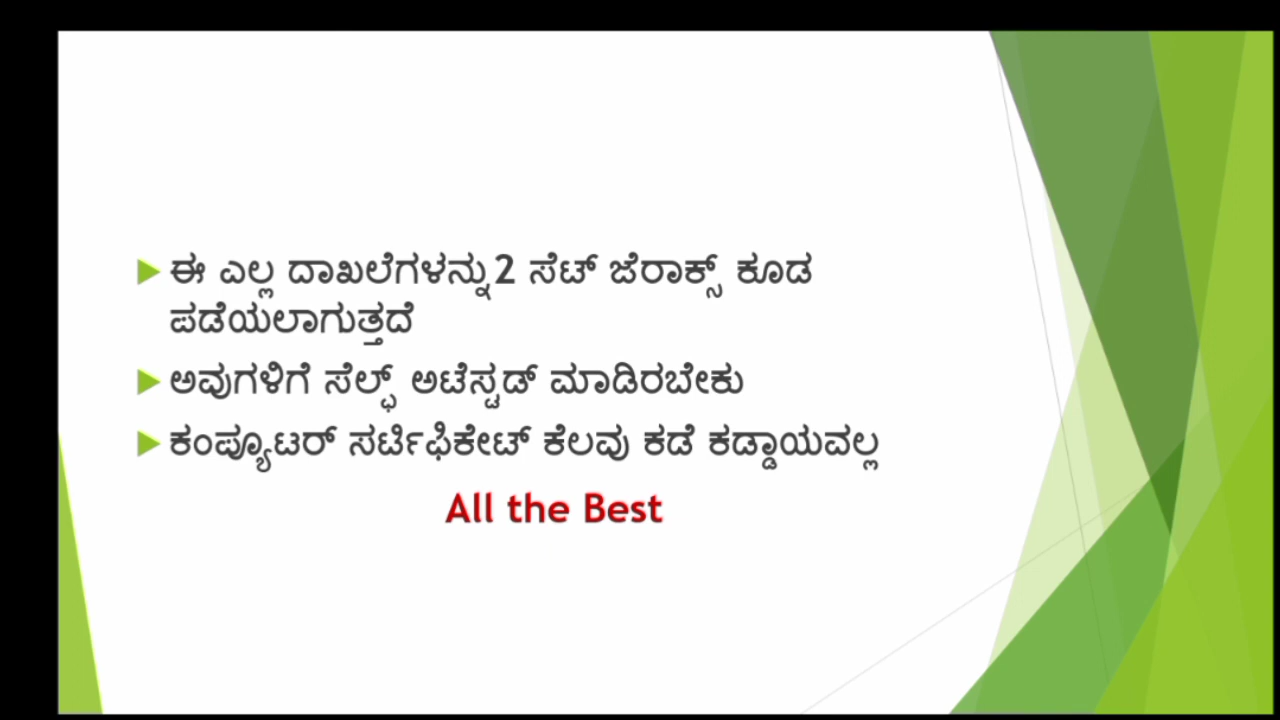 ಈ ಎಲ್ಲ ದಾಖಲೆಗಳನ್ನು2 ಸೆಟ್ ಜೆರಾಕ್ಸ್ ಕೂಡ
ಪಡೆಯಲಾಗುತ್ತದೆ
ಅವುಗಳಿಗೆ ಸೆಲ್ಫ್ ಅಟೆಸ್ಟಡ್ ಮಾಡಿರಬೇಕು
ಕಂಪ್ಯೂಟರ್ ಸರ್ಟಿಫಿಕೇಟ್ ಕೆಲವು ಕಡೆ ಕಡ್ಡಾಯವಲ್ಲ
All the Best